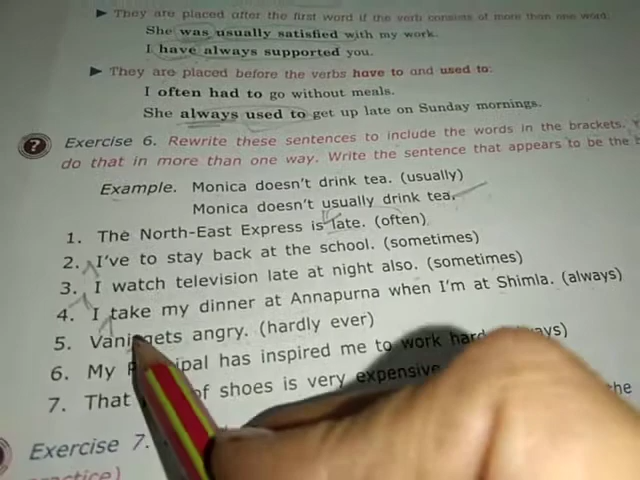 They are placed after the first word if the verb consists of more than one word.
She was usually satisfied with my work.
I have always supported you.
They are placed before the verbs have to and used to:
I often had to go without meals.
She always used to get up late on Sunday mornings.
? Exercise 6. Rewrite these sentences to include the words in the brackets.
do that in more than one way. Write the sentence that appears to be the
Example. Monica doesn't drink tea. (usually)
Monica doesn't usually drink tea.
1. The North-East Express is late. (often)
2. I've to stay back at the school. (sometimes)
3. I watch television late at night also. (sometimes)
4. I take my dinner at Annapurna when I'm at Shimla. (always)
5. Vani gets angry. (hardly ever)
6. My has inspired me to work hard.
7. That of shoes is very expensive the
Exercise 7.